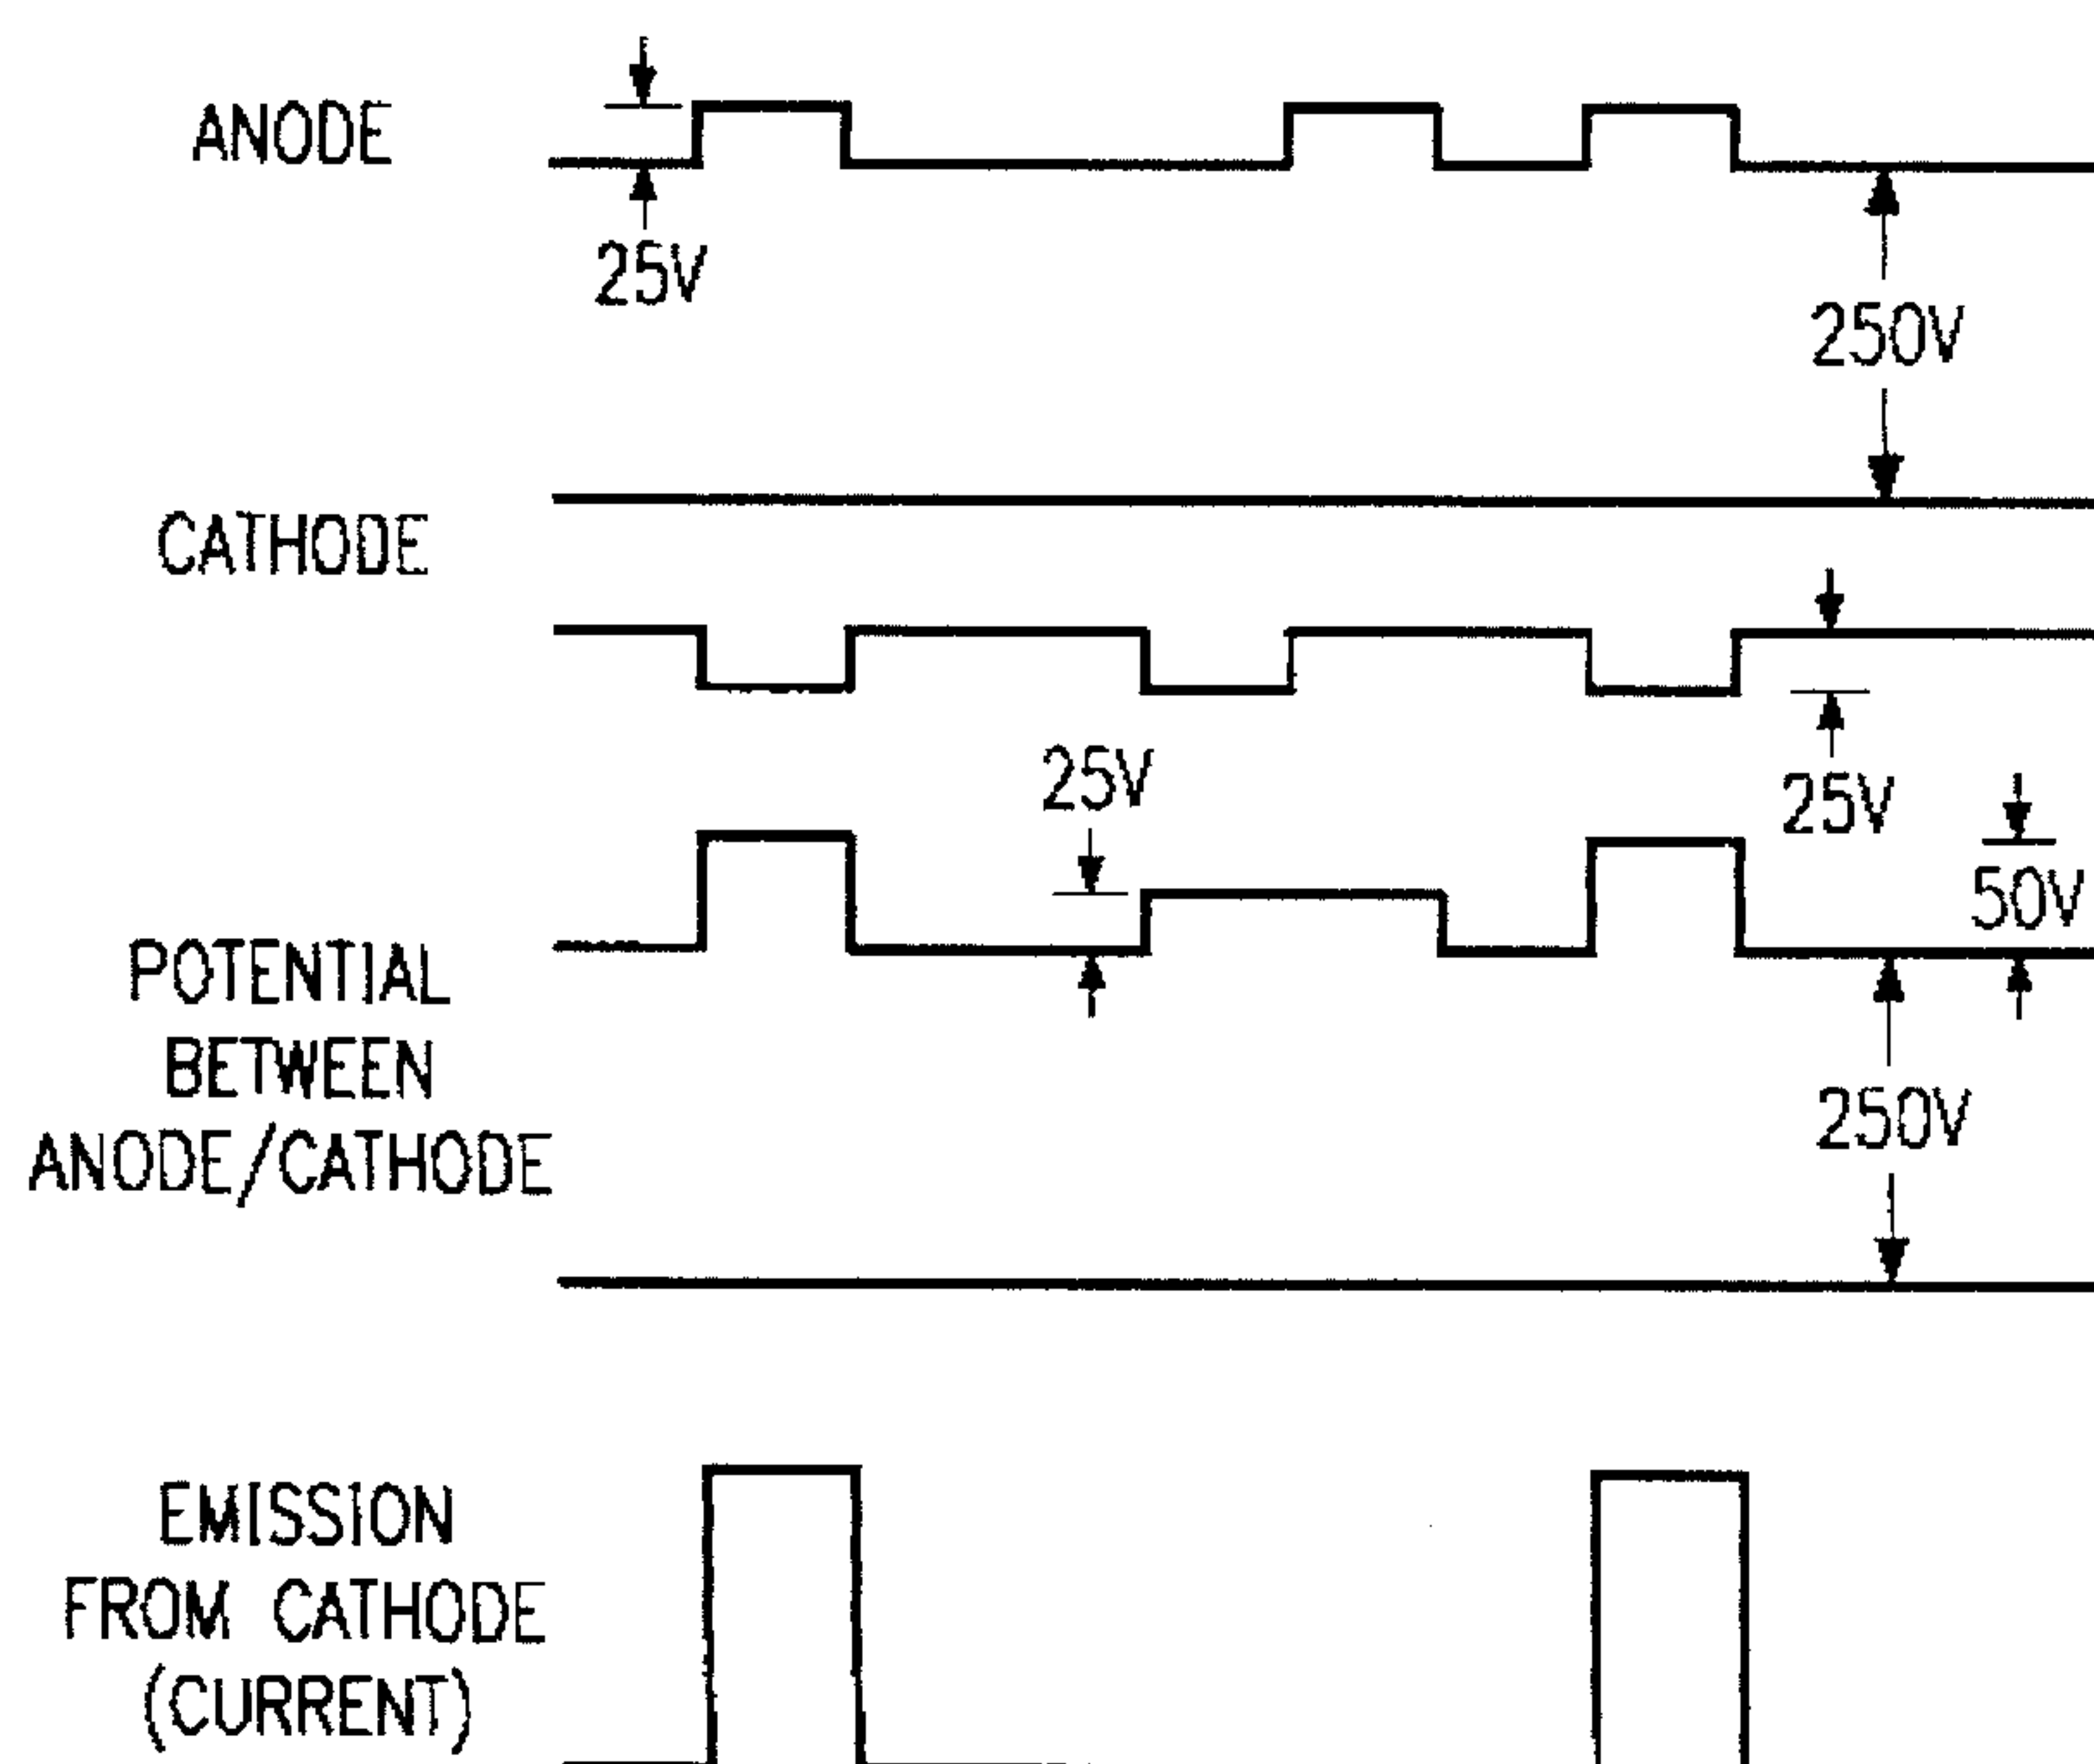 ANODE
25V
250V
CATHODE
25V
25V
50V
POTENTIAL
BETWEEN
ANODE/CATHODE
250V
EMISSION
FROM CATHODE
(CURRENT)